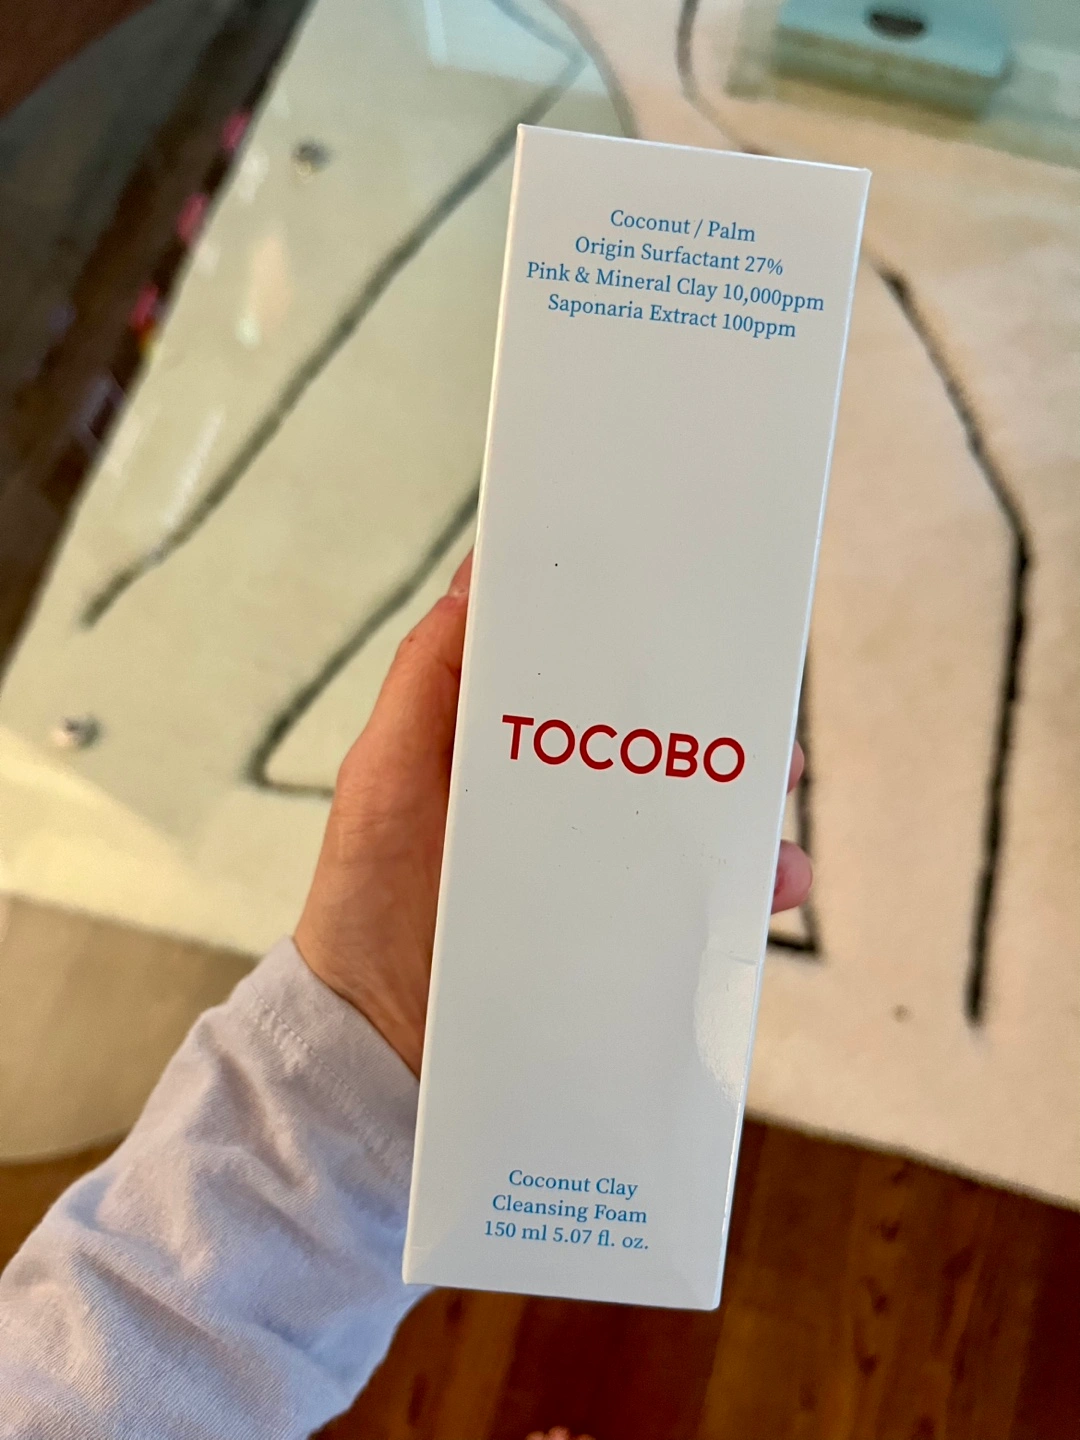 Coconut / Palm
Origin Surfactant 27%
Pink & Mineral Clay 10,000ppm
Saponaria Extract 100ppm
TOCOBO
Coconut Clay
Cleansing Foam
150 ml 5.07 fl. oz.